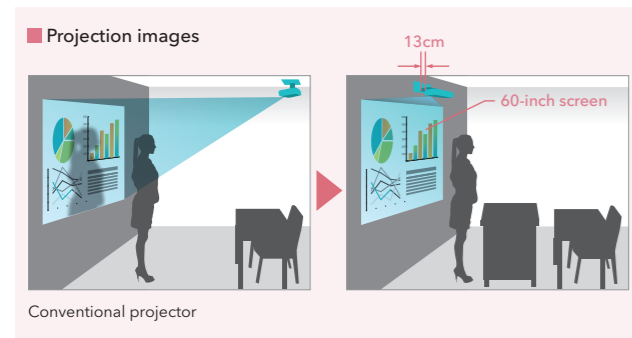 Projection images
13cm
60-inch screen
Conventional projector